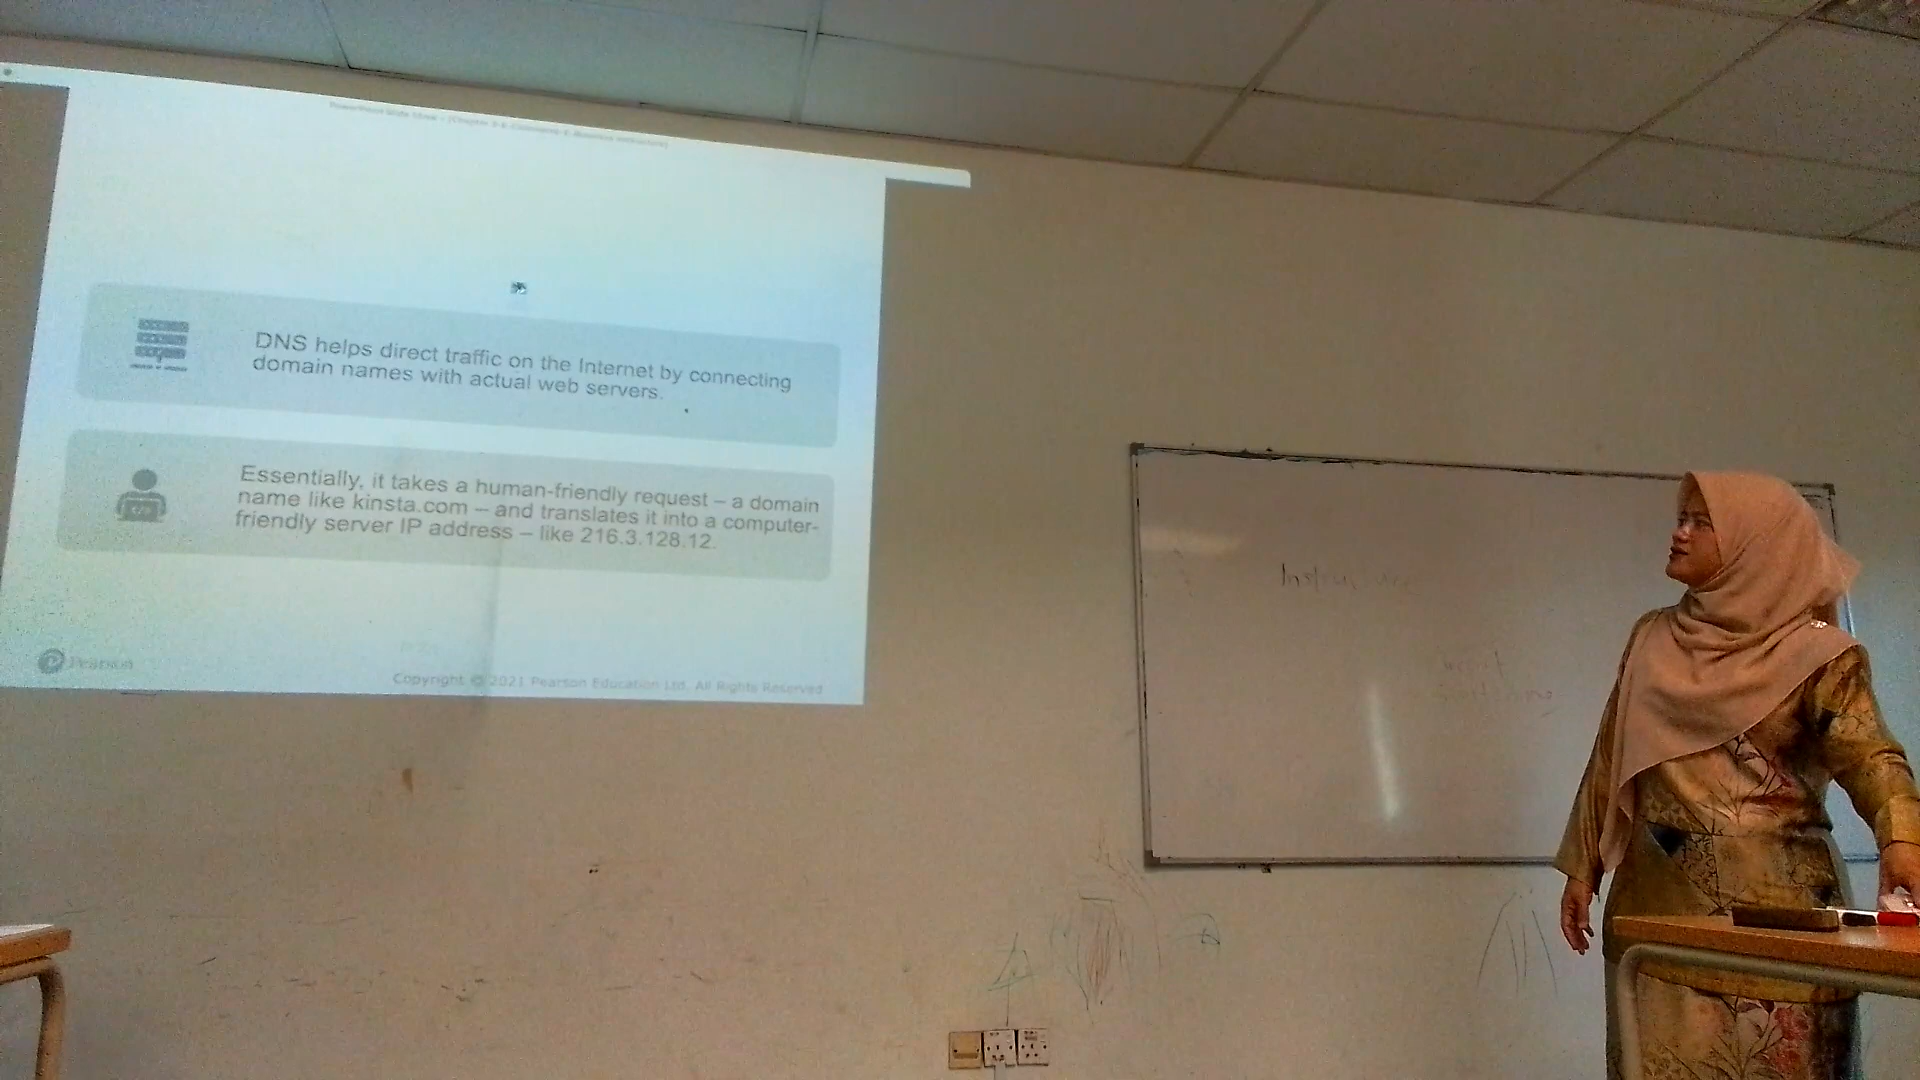 DNS helps direct traffic on the Internet by connecting
domain names with actual web servers.
Essentially, it takes a human-friendly request – a domain
name like kinsta.com – and translates it into a computer-
friendly server IP address – like 216.3.128.12.
Pearson
Copyright © 2021 Pearson Education Ltd. All Rights Reserved